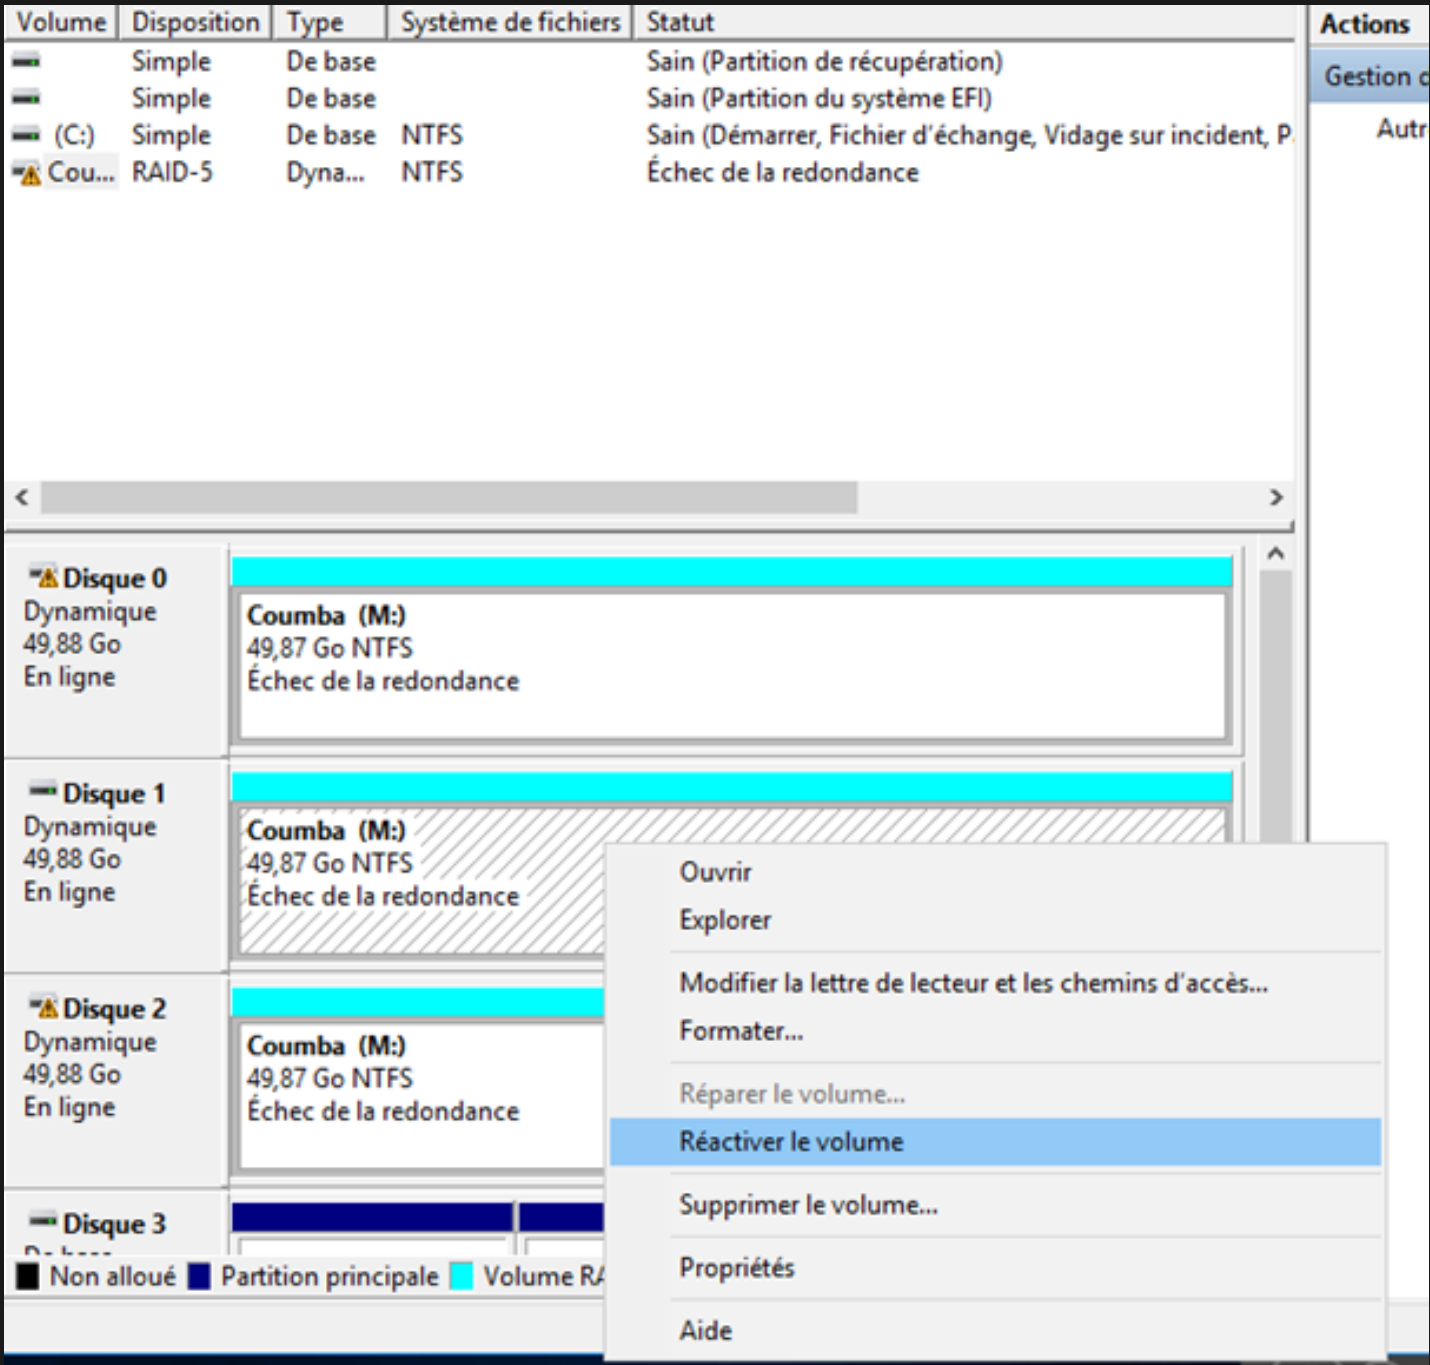 Volume Disposition Type Système de fichiers Statut
Simple De base Sain (Partition de récupération)
Simple De base Sain (Partition du système EFI)
(C:) Simple De base NTFS Sain (Démarrer, Fichier d'échange, Vidage sur incident, P
Cou... RAID-5 Dyna... NTFS Échec de la redondance
Actions
Gestion d
Autr
Disque 0
Dynamique
49,88 Go
En ligne
Coumba (M:)
49,87 Go NTFS
Échec de la redondance
Disque 1
Dynamique
49,88 Go
En ligne
Coumba (M:)
49,87 Go NTFS
Échec de la redondance
Disque 2
Dynamique
49,88 Go
En ligne
Coumba (M:)
49,87 Go NTFS
Échec de la redondance
Disque 3
De base
Non alloué Partition principale Volume RA
Ouvrir
Explorer
Modifier la lettre de lecteur et les chemins d'accès...
Formater...
Réparer le volume...
Réactiver le volume
Supprimer le volume...
Propriétés
Aide